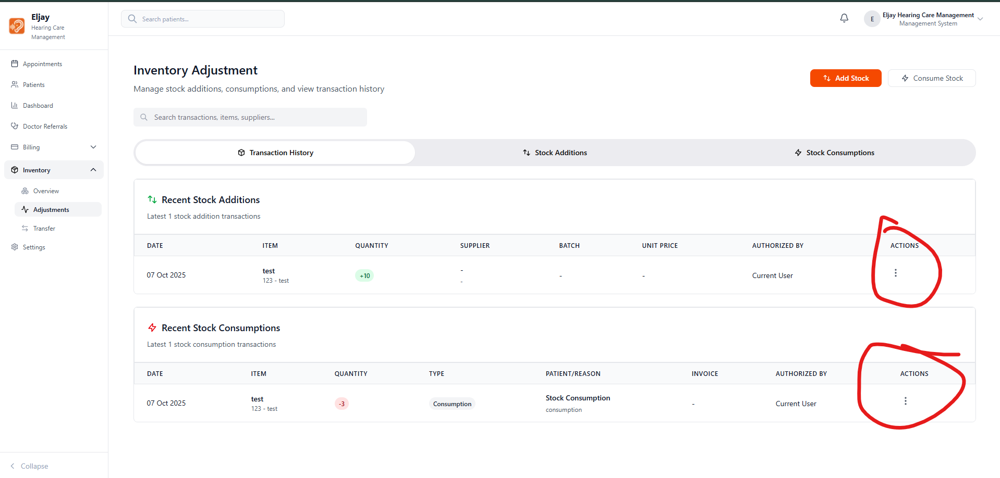 Eljay
Hearing Care
Management
Search patients...
E
Eljay Hearing Care Management
Management System
Appointments
Patients
Dashboard
Doctor Referrals
Billing
Inventory
Overview
Adjustments
Transfer
Settings
Collapse
Inventory Adjustment
Manage stock additions, consumptions, and view transaction history
Add Stock
Consume Stock
Search transactions, items, suppliers...
Transaction History
Stock Additions
Stock Consumptions
Recent Stock Additions
Latest 1 stock addition transactions
DATE ITEM QUANTITY SUPPLIER BATCH UNIT PRICE AUTHORIZED BY ACTIONS
07 Oct 2025 test +10 - - - Current User
123 - test -
Recent Stock Consumptions
Latest 1 stock consumption transactions
DATE ITEM QUANTITY TYPE PATIENT/REASON INVOICE AUTHORIZED BY ACTIONS
07 Oct 2025 test -3 Consumption Stock Consumption - Current User
123 - test consumption